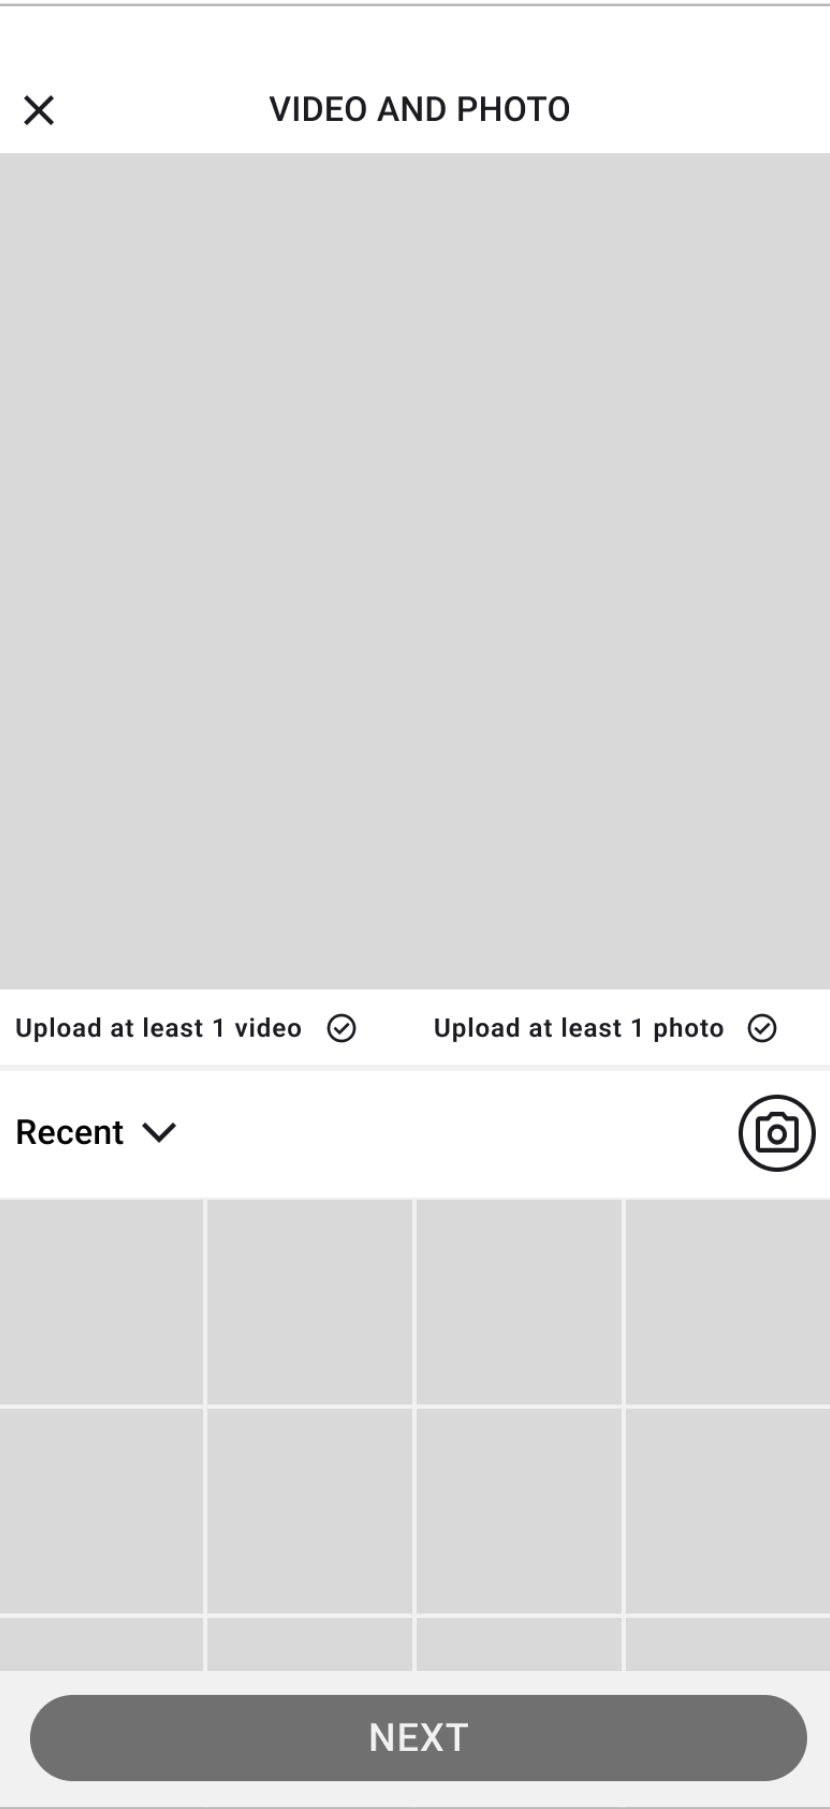 VIDEO AND PHOTO
Upload at least 1 video
Upload at least 1 photo
Recent
NEXT